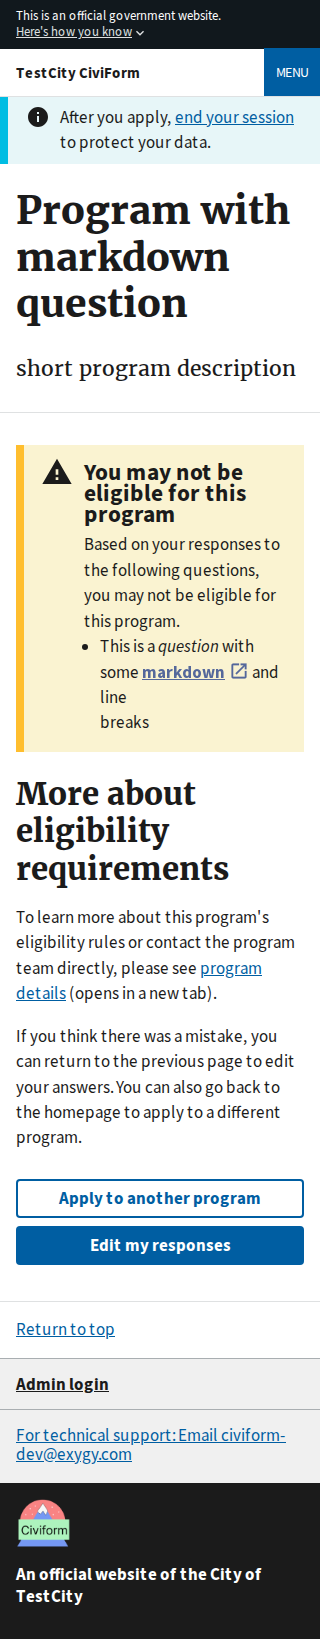 This is an official government website.
Here's how you know
TestCity CiviForm
MENU
After you apply, end your session
to protect your data.
Program with
markdown
question
short program description
You may not be
eligible for this
program
Based on your responses to
the following questions,
you may not be eligible for
this program.
This is a question with
some markdown and
line
breaks
More about
eligibility
requirements
To learn more about this program's
eligibility rules or contact the program
team directly, please see program
details (opens in a new tab).
If you think there was a mistake, you
can return to the previous page to edit
your answers. You can also go back to
the homepage to apply to a different
program.
Apply to another program
Edit my responses
Return to top
Admin login
For technical support: Email civiform-
dev@exygy.com
Civiform
An official website of the City of
TestCity